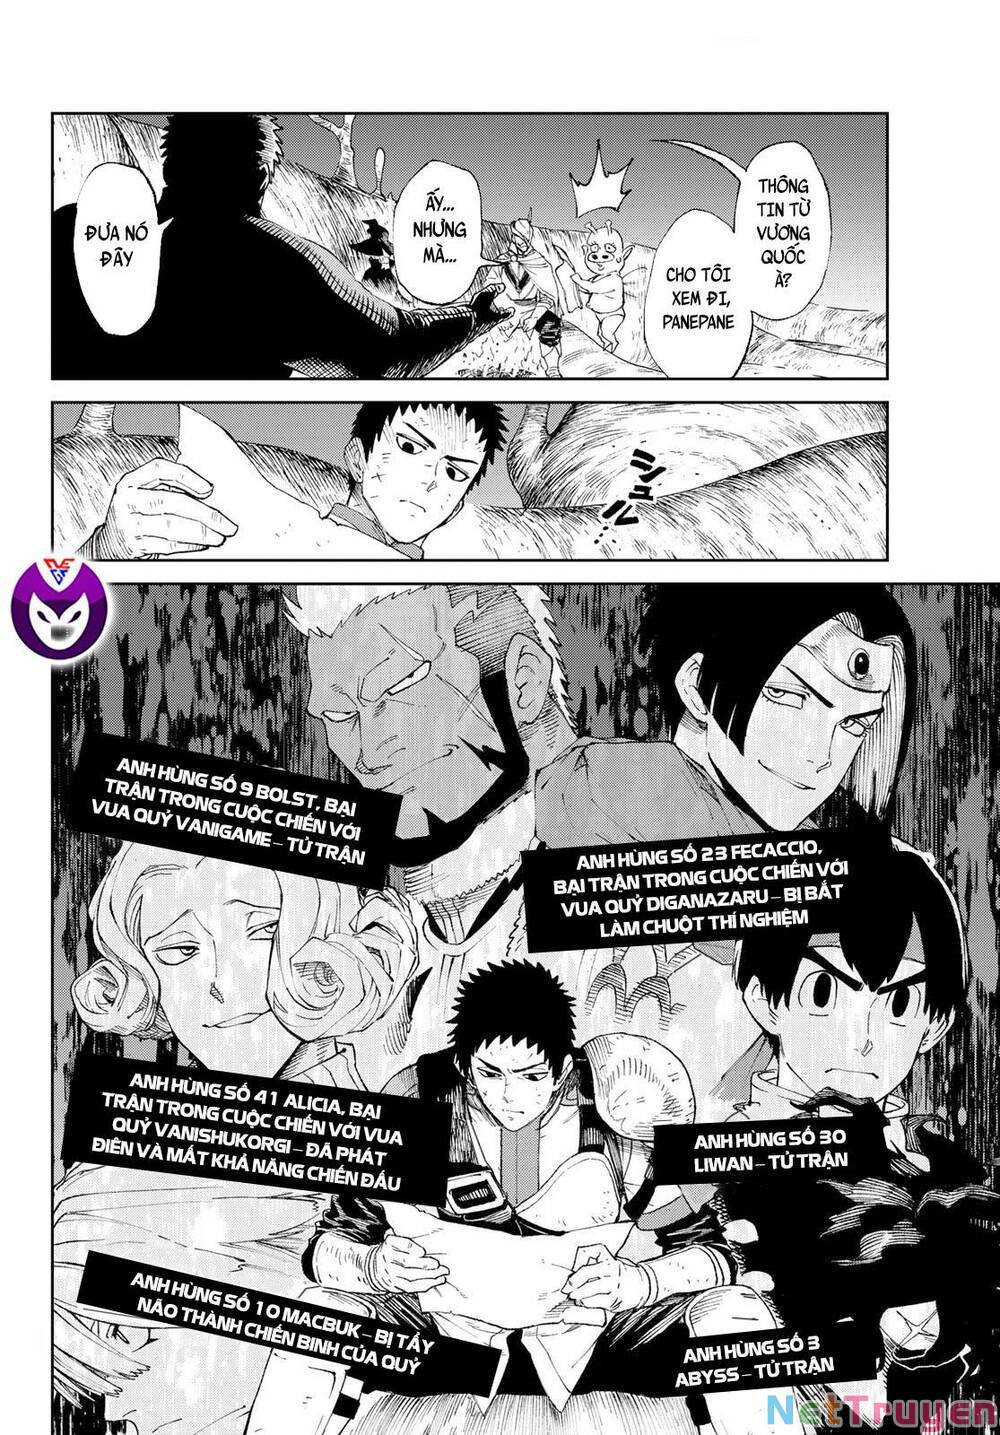 THÔNG
TIN TỪ
VƯƠNG
QUỐC
À?
CHO TÔI
XEM ĐI,
PANEPANE
ẤY...
NHƯNG
MÀ...
ĐƯA NÓ
ĐÂY
シュル
ANH HÙNG SỐ 9 BOLST, BẠI
TRẬN TRONG CUỘC CHIẾN VỚI
VUA QUỶ VANIGAME – TỬ TRẬN
ANH HÙNG SỐ 23 FECACCIO,
BẠI TRẬN TRONG CUỘC CHIẾN VỚI
VUA QUỶ DIGANAZARU – BỊ BẮT
LÀM CHUỘT THÍ NGHIỆM
ANH HÙNG SỐ 41 ALICIA, BẠI
TRẬN TRONG CUỘC CHIẾN VỚI VUA
QUỶ VANISHUKORGI – ĐÃ PHÁT
ĐIÊN VÀ MẤT KHẢ NĂNG CHIẾN ĐẤU
ANH HÙNG SỐ 30
LIWAN – TỬ TRẬN
ANH HÙNG SỐ 10 MACBUK – BỊ TẨY
NÃO THÀNH CHIẾN BINH CỦA QUỶ
ANH HÙNG SỐ 3
ABYSS – TỬ TRẬN
NetTruyen